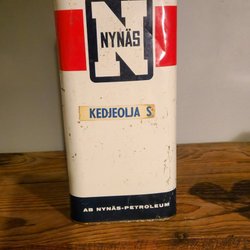 N
NYNÄS
KEDJEOLJA S
AB NYNÄS-PETROLEUM